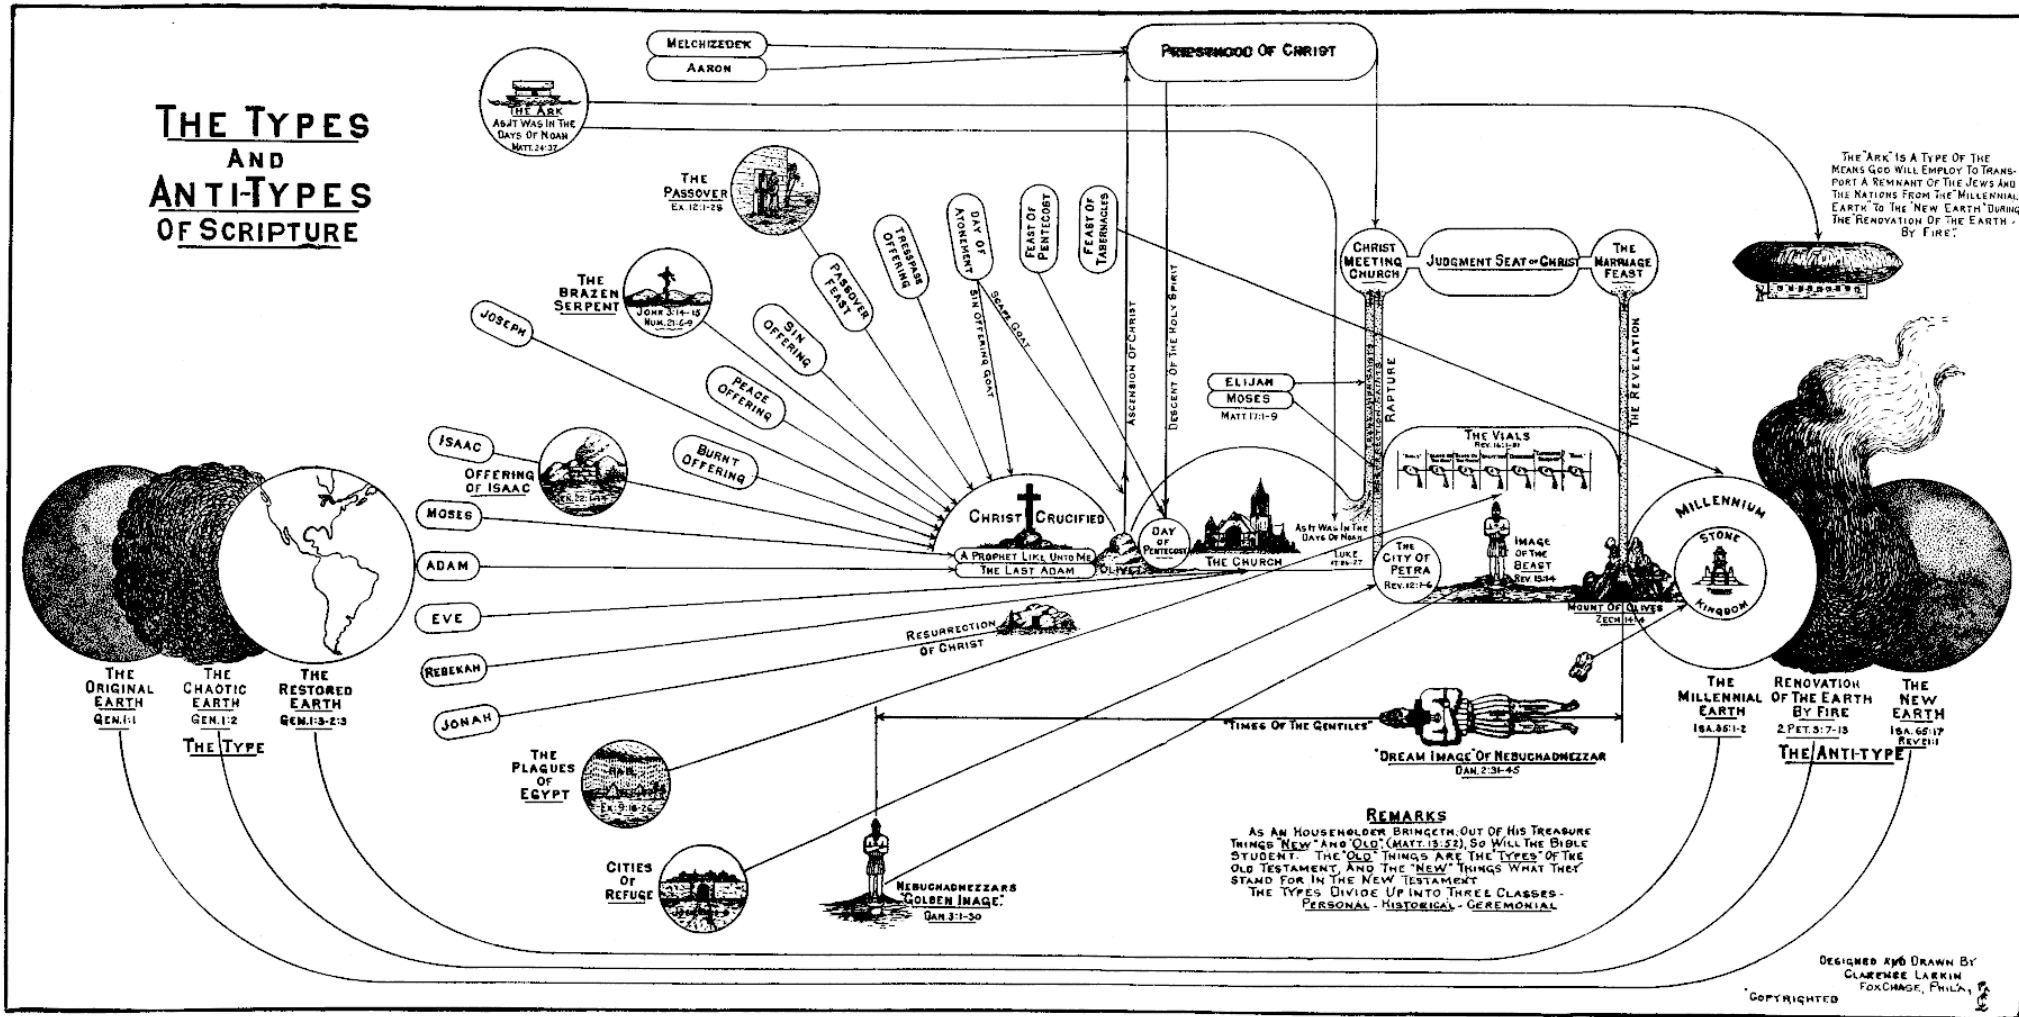 THE TYPES
AND
ANTI-TYPES
OF SCRIPTURE
MELCHIZEDEK
AARON
PRIESTHOOD OF CHRIST
THE ARK
AS IT WAS IN THE
DAYS OF NOAH
MATT. 24:37
THE
PASSOVER
EX. 12:1-28
THE
BRAZEN
SERPENT
JOHN 3:14-15
NUM. 21:6-9
JOSEPH
PEACE
OFFERING
SIN
OFFERING
PASSOVER
FEAST
TRESSPASS
OFFERING
DAY OF
ATONEMENT
SIN OFFERING GOAT
SCAPE GOAT
FEAST OF
PENTECOST
FEAST OF
TABERNACLES
ASCENSION OF CHRIST
DESCENT OF THE HOLY SPIRIT
CHRIST
MEETING
CHURCH
JUDGMENT SEAT OF CHRIST
THE
MARRIAGE
FEAST
THE "ARK" IS A TYPE OF THE
MEANS GOD WILL EMPLOY TO TRANS-
PORT A REMNANT OF THE JEWS AND
THE NATIONS FROM THE "MILLENNIAL
EARTH" TO THE "NEW EARTH" DURING
THE "RENOVATION OF THE EARTH -
BY FIRE."
ELIJAH
MOSES
MATT 17:1-9
RAPTURE
THE REVELATION
THE VIALS
ISAAC
OFFERING
OF ISAAC
BURNT
OFFERING
MOSES
ADAM
EVE
REBEKAH
JONAH
CHRIST CRUCIFIED
A PROPHET LIKE UNTO ME
THE LAST ADAM
OLIVET
DAY
OF
PENTECOST
THE CHURCH
AS IT WAS IN THE
DAYS OF NOAH
LUKE
THE
CITY OF
PETRA
REV. 12:1-6
IMAGE
OF THE
BEAST
REV. 13:14
MOUNT OF OLIVES
ZECH. 14:4
MILLENNIUM
STONE
KINGDOM
RESURRECTION
OF CHRIST
THE
ORIGINAL
EARTH
GEN. 1:1
THE
CHAOTIC
EARTH
GEN. 1:2
THE
RESTORED
EARTH
GEN. 1:3-2:3
THE TYPE
THE
PLAGUES
OF
EGYPT
HAIL
CITIES
OF
REFUGE
NEBUCHADNEZZARS
"GOLDEN IMAGE."
DAN. 3:1-30
"TIMES OF THE GENTILES"
"DREAM IMAGE" OF NEBUCHADNEZZAR
DAN. 2:31-45
THE
MILLENNIAL
EARTH
RENOVATION
OF THE EARTH
BY FIRE
2 PET. 3:7-13
THE
NEW
EARTH
ISA. 65:17
THE ANTI-TYPE
REMARKS
AS AN HOUSEHOLDER BRINGETH OUT OF HIS TREASURE
THINGS "NEW" AND "OLD", (MATT. 13:52), SO WILL THE BIBLE
STUDENT. THE "OLD" THINGS ARE THE "TYPES" OF THE
OLD TESTAMENT, AND THE "NEW" THINGS WHAT THEY
STAND FOR IN THE NEW TESTAMENT
THE TYPES DIVIDE UP INTO THREE CLASSES-
PERSONAL - HISTORICAL - CEREMONIAL
DESIGNED AND DRAWN BY
CLARENCE LARKIN
FOX CHASE, PHILA,
COPYRIGHTED